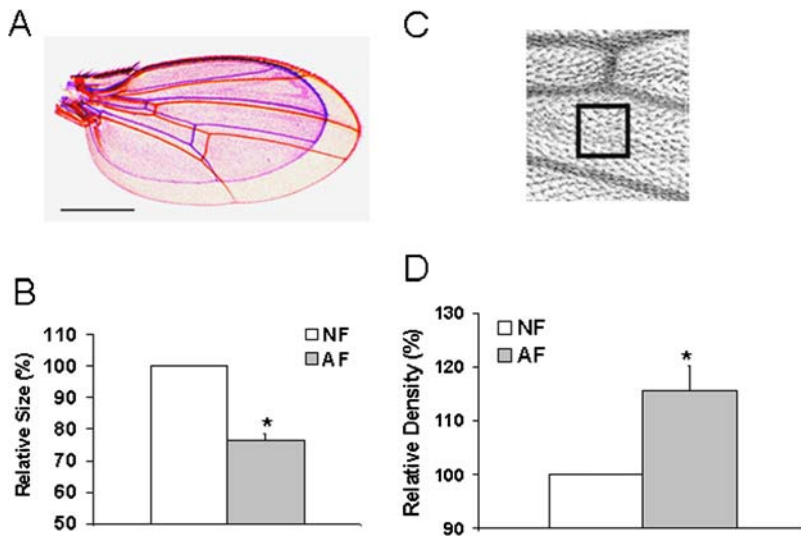 A
C
B
Relative Size (%)
110
100
90
80
70
60
50
NF
AF
*
D
Relative Density (%)
130
120
110
100
90
NF
AF
*